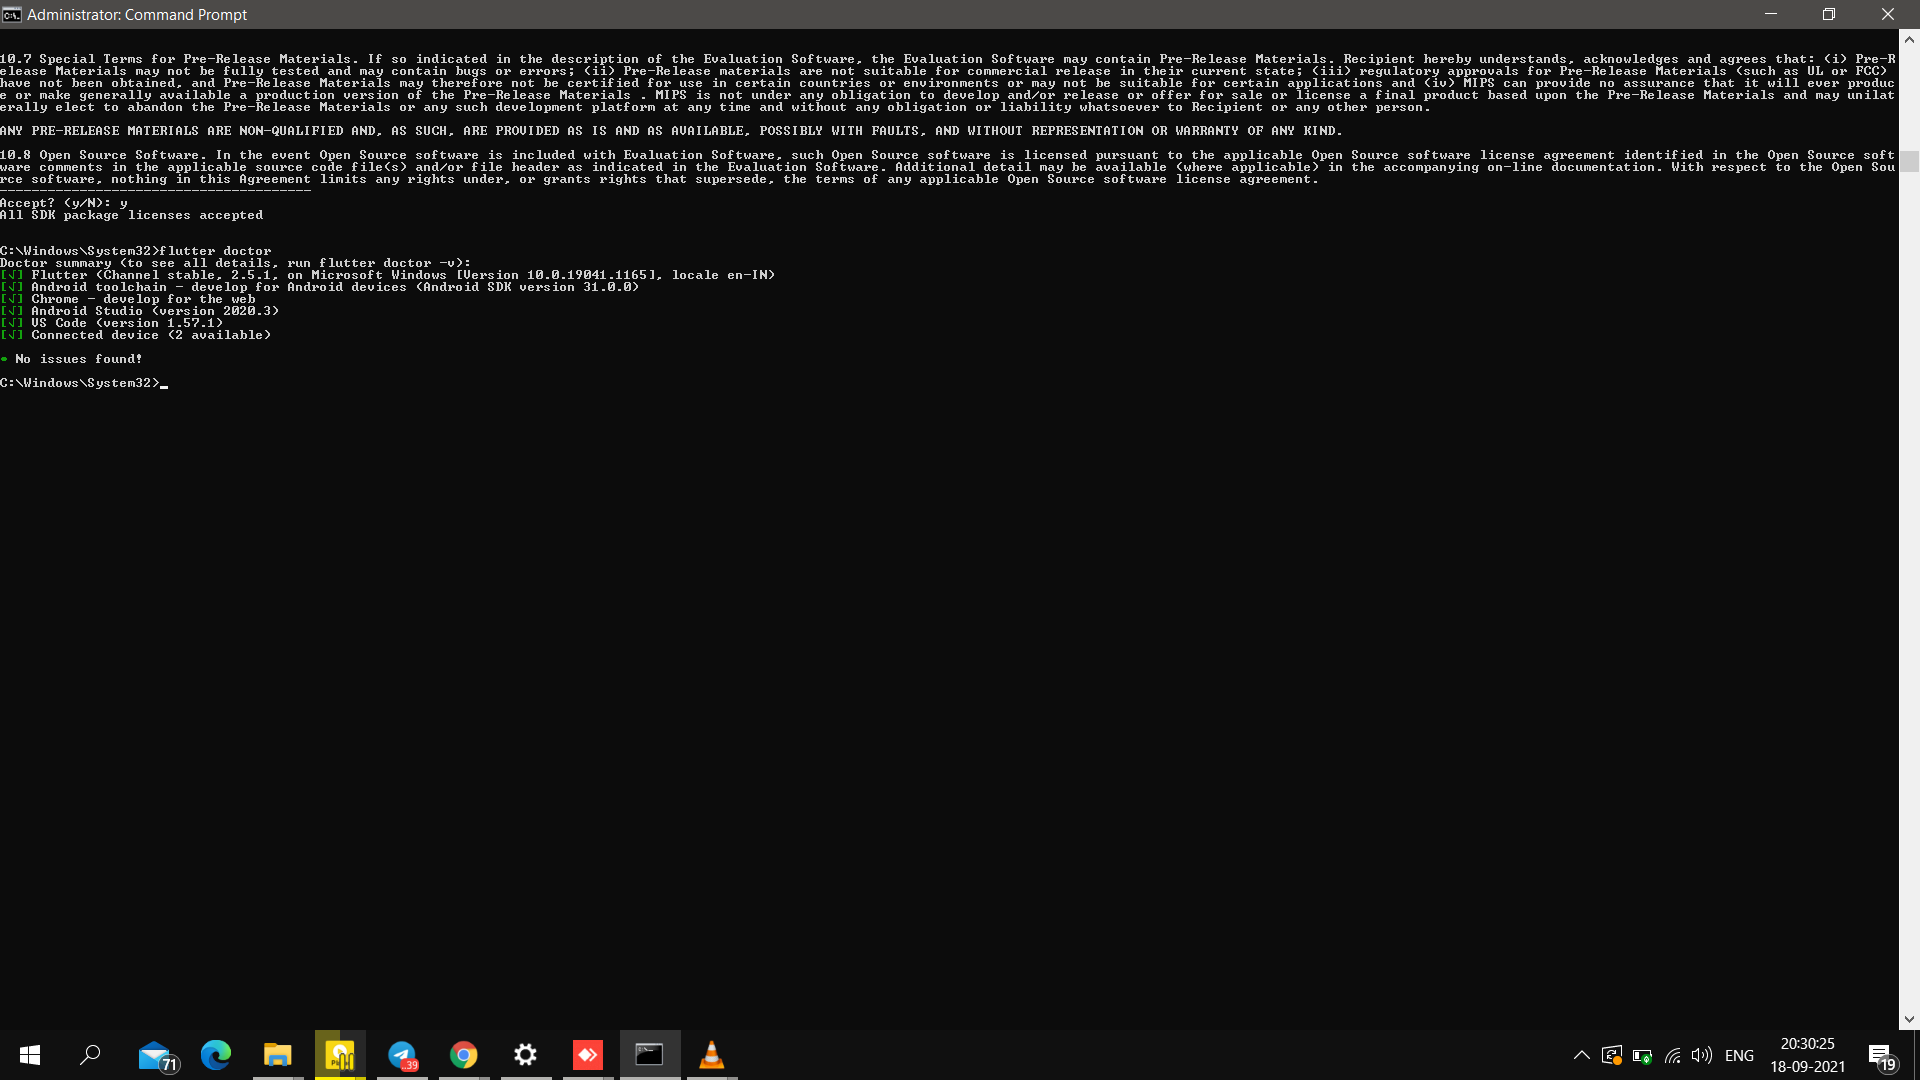 Administrator: Command Prompt
10.7 Special Terms for Pre-Release Materials. If so indicated in the description of the Evaluation Software, the Evaluation Software may contain Pre-Release Materials. Recipient hereby understands, acknowledges and agrees that: (i) Pre-R
elease Materials may not be fully tested and may contain bugs or errors; (ii) Pre-Release materials are not suitable for commercial release in their current state; (iii) regulatory approvals for Pre-Release Materials (such as UL or FCC)
have not been obtained, and Pre-Release Materials may therefore not be certified for use in certain countries or environments or may not be suitable for certain applications and (iv) MIPS can provide no assurance that it will ever produc
e or make generally available a production version of the Pre-Release Materials . MIPS is not under any obligation to develop and/or release or offer for sale or license a final product based upon the Pre-Release Materials and may unilat
erally elect to abandon the Pre-Release Materials or any such development platform at any time and without any obligation or liability whatsoever to Recipient or any other person.
ANY PRE-RELEASE MATERIALS ARE NON-QUALIFIED AND, AS SUCH, ARE PROVIDED AS IS AND AS AVAILABLE, POSSIBLY WITH FAULTS, AND WITHOUT REPRESENTATION OR WARRANTY OF ANY KIND.
10.8 Open Source Software. In the event Open Source software is included with Evaluation Software, such Open Source software is licensed pursuant to the applicable Open Source software license agreement identified in the Open Source soft
ware comments in the applicable source code file(s) and/or file header as indicated in the Evaluation Software. Additional detail may be available (where applicable) in the accompanying on-line documentation. With respect to the Open Sou
rce software, nothing in this Agreement limits any rights under, or grants rights that supersede, the terms of any applicable Open Source software license agreement.
---------------------------------------
Accept? (y/N): y
All SDK package licenses accepted
C:\Windows\System32>flutter doctor
Doctor summary (to see all details, run flutter doctor -v):
[√] Flutter (Channel stable, 2.5.1, on Microsoft Windows [Version 10.0.19041.1165], locale en-IN)
[√] Android toolchain - develop for Android devices (Android SDK version 31.0.0)
[√] Chrome - develop for the web
[√] Android Studio (version 2020.3)
[√] VS Code (version 1.57.1)
[√] Connected device (2 available)
• No issues found!
C:\Windows\System32>_
71
..39
ENG
20:30:25
18-09-2021
19